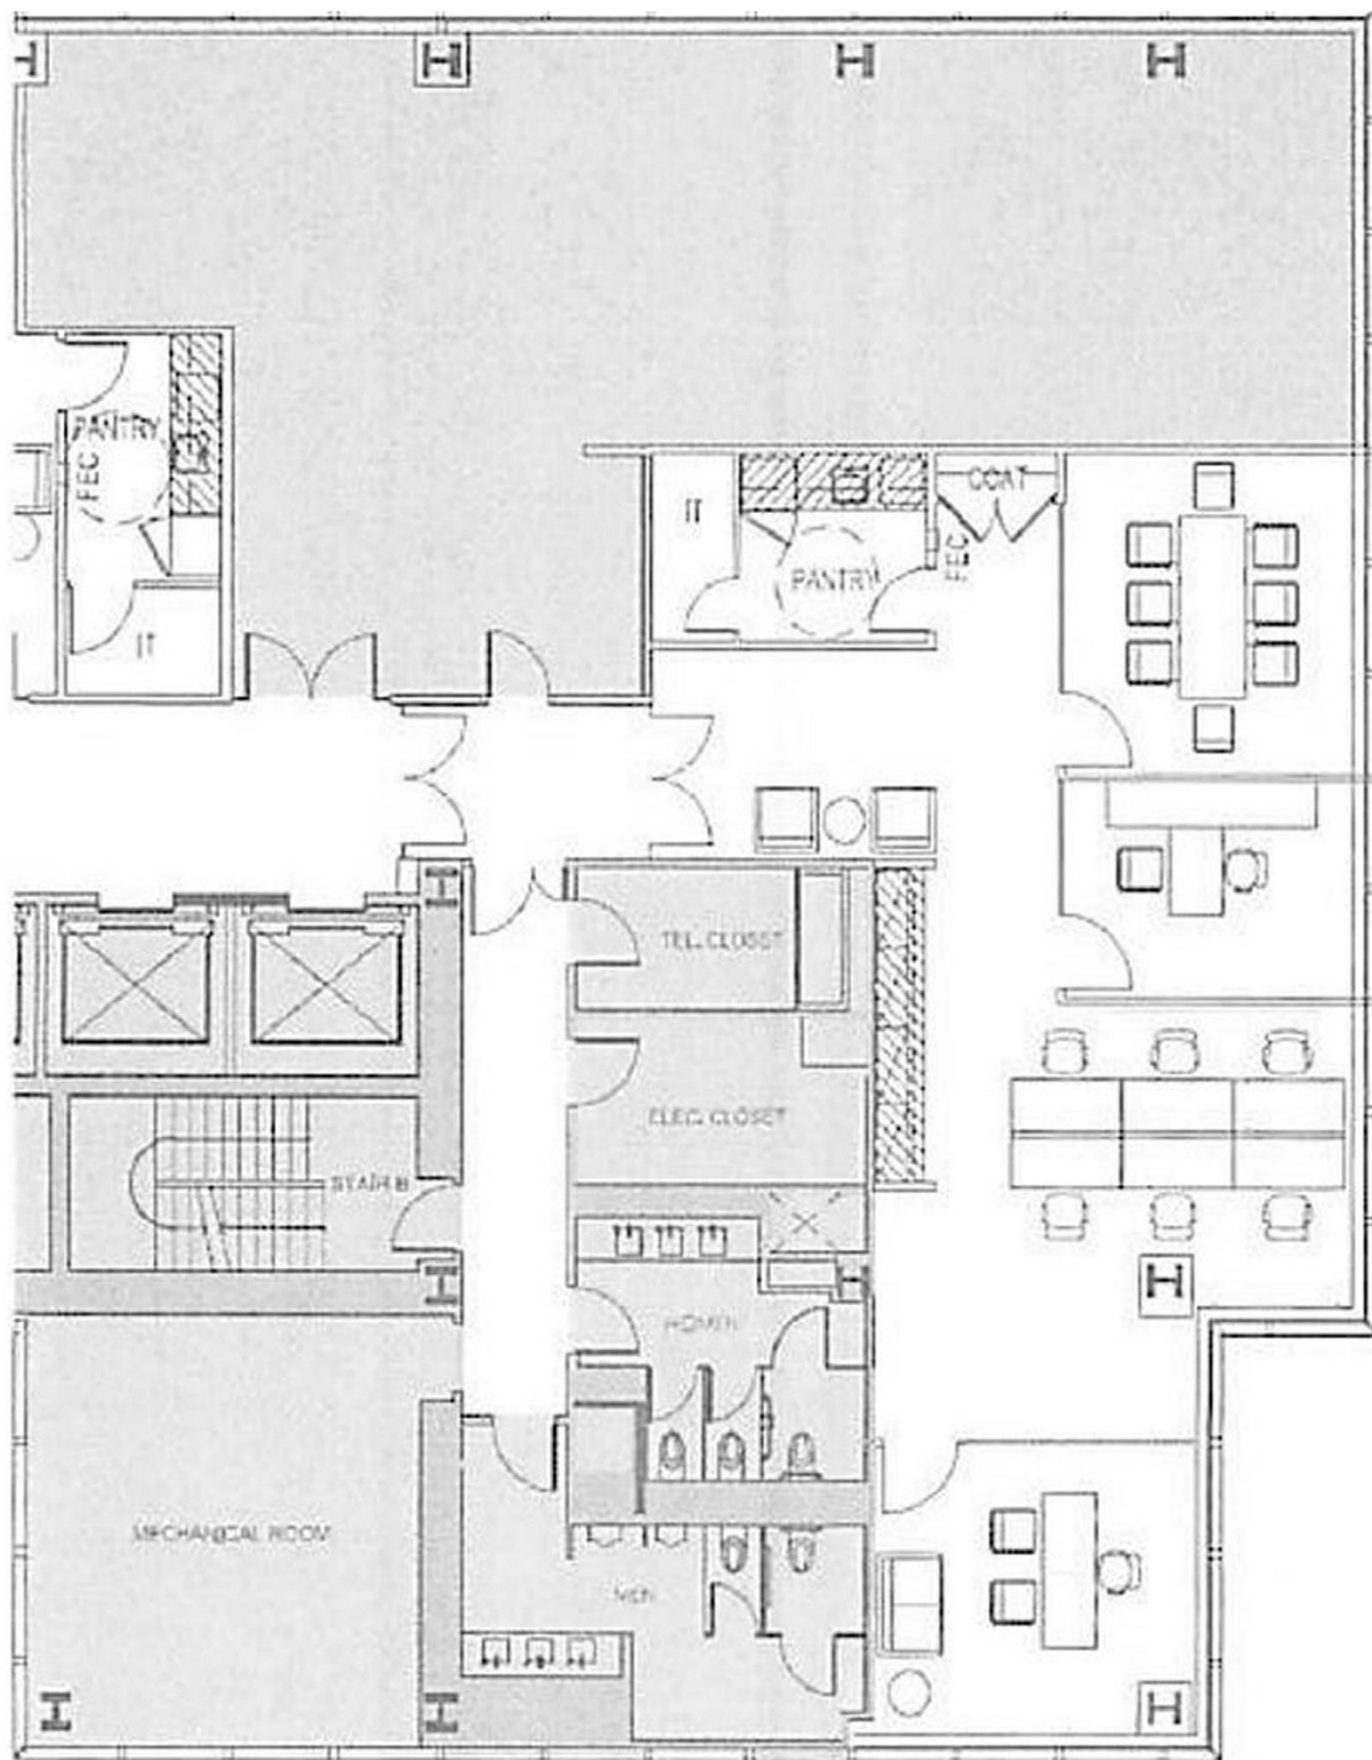 PANTRY
FEC
IT
IT
PANTRY
FEC
COAT
TEL. CLOSET
ELEC. CLOSET
STAIR B
WOMEN
MECHANICAL ROOM
MEN